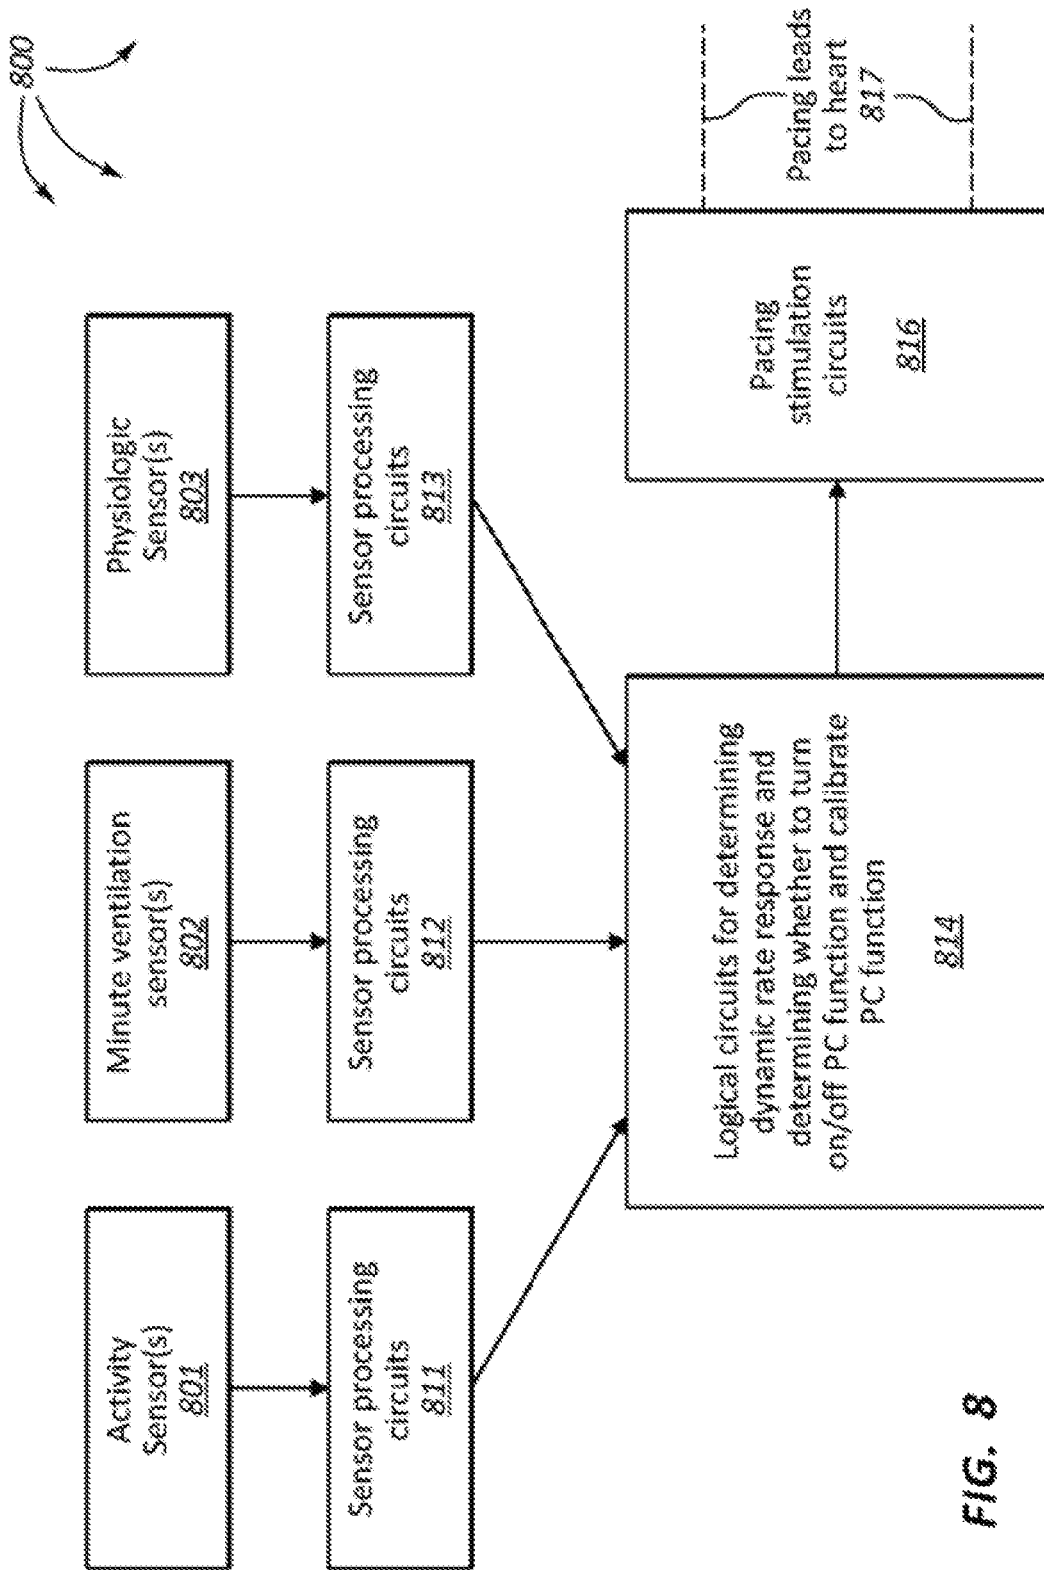 800
Activity
Sensor(s)
801
Minute ventilation
sensor(s)
802
Physiologic
Sensor(s)
803
Sensor processing
circuits
811
Sensor processing
circuits
812
Sensor processing
circuits
813
Logical circuits for determining
dynamic rate response and
determining whether to turn
on/off PC function and calibrate
PC function
814
Pacing
stimulation
circuits
816
Pacing leads
to heart
817
FIG. 8